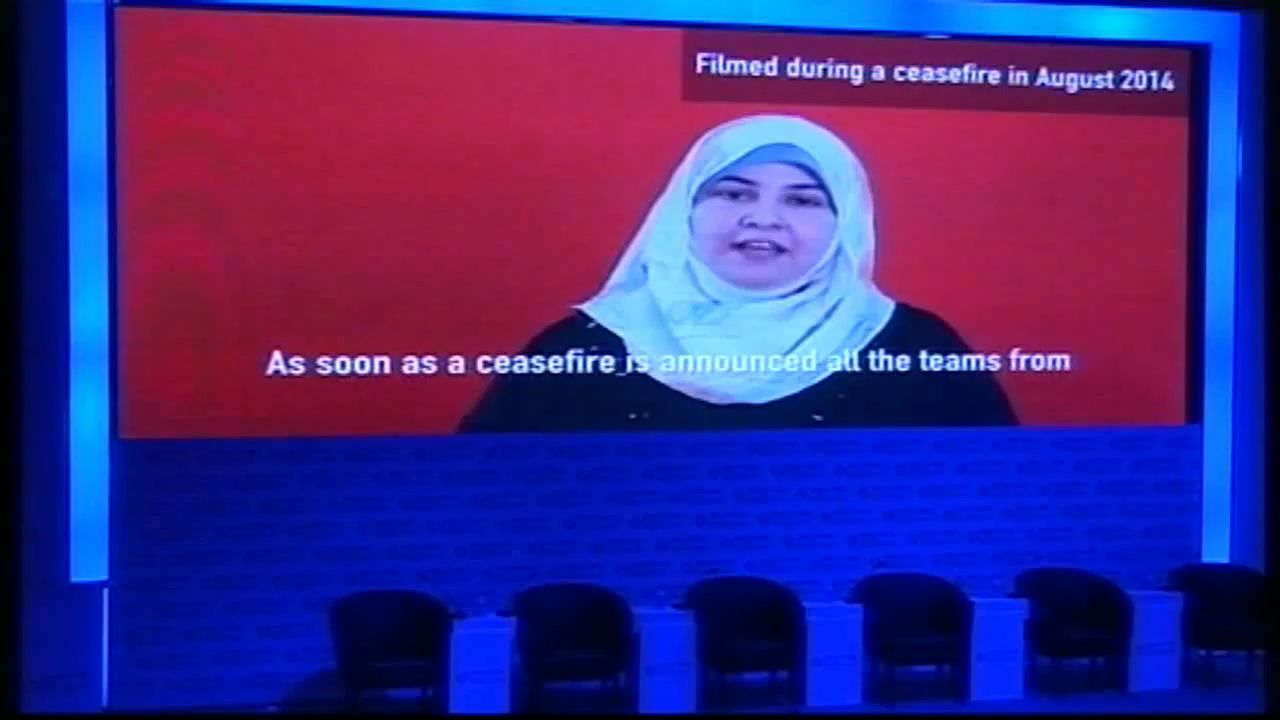 Filmed during a ceasefire in August 2014
As soon as a ceasefire is announced all the teams from